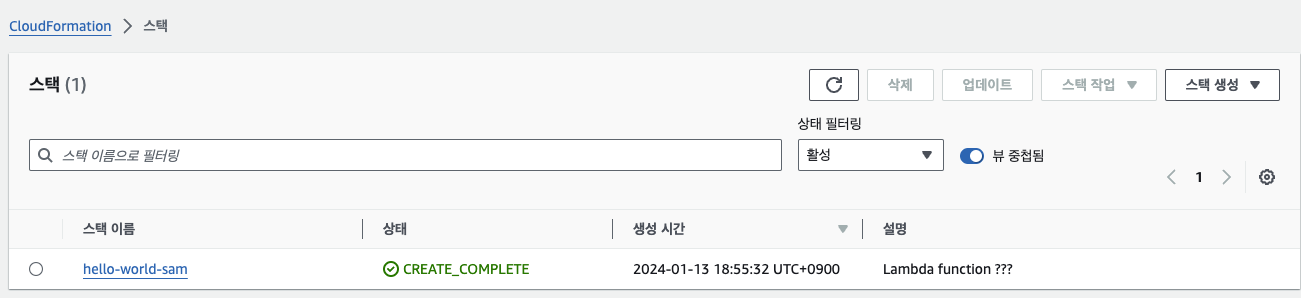 CloudFormation > 스택
스택 (1)
삭제
업데이트
스택 작업
스택 생성
상태 필터링
스택 이름으로 필터링
활성
뷰 중첩됨
1
스택 이름 상태 생성 시간 설명
hello-world-sam CREATE_COMPLETE 2024-01-13 18:55:32 UTC+0900 Lambda function ???